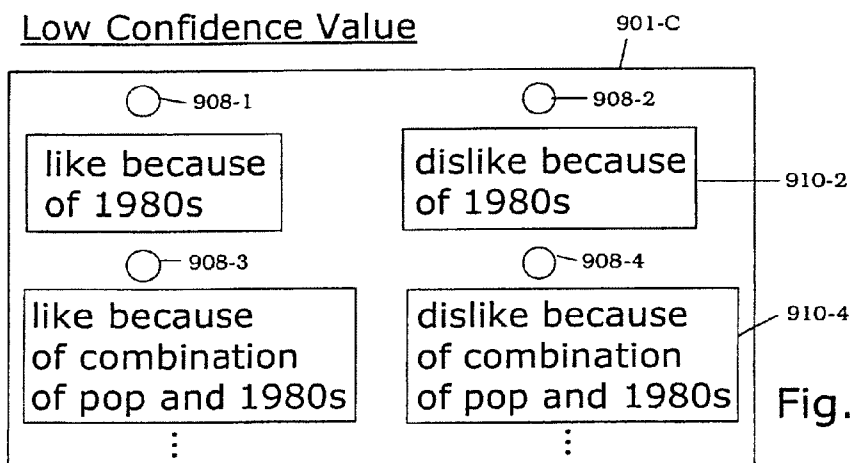 Low Confidence Value
901-C
908-1
908-2
like because
of 1980s
dislike because
of 1980s
910-2
908-3
908-4
like because
of combination
of pop and 1980s
dislike because
of combination
of pop and 1980s
910-4
Fig.